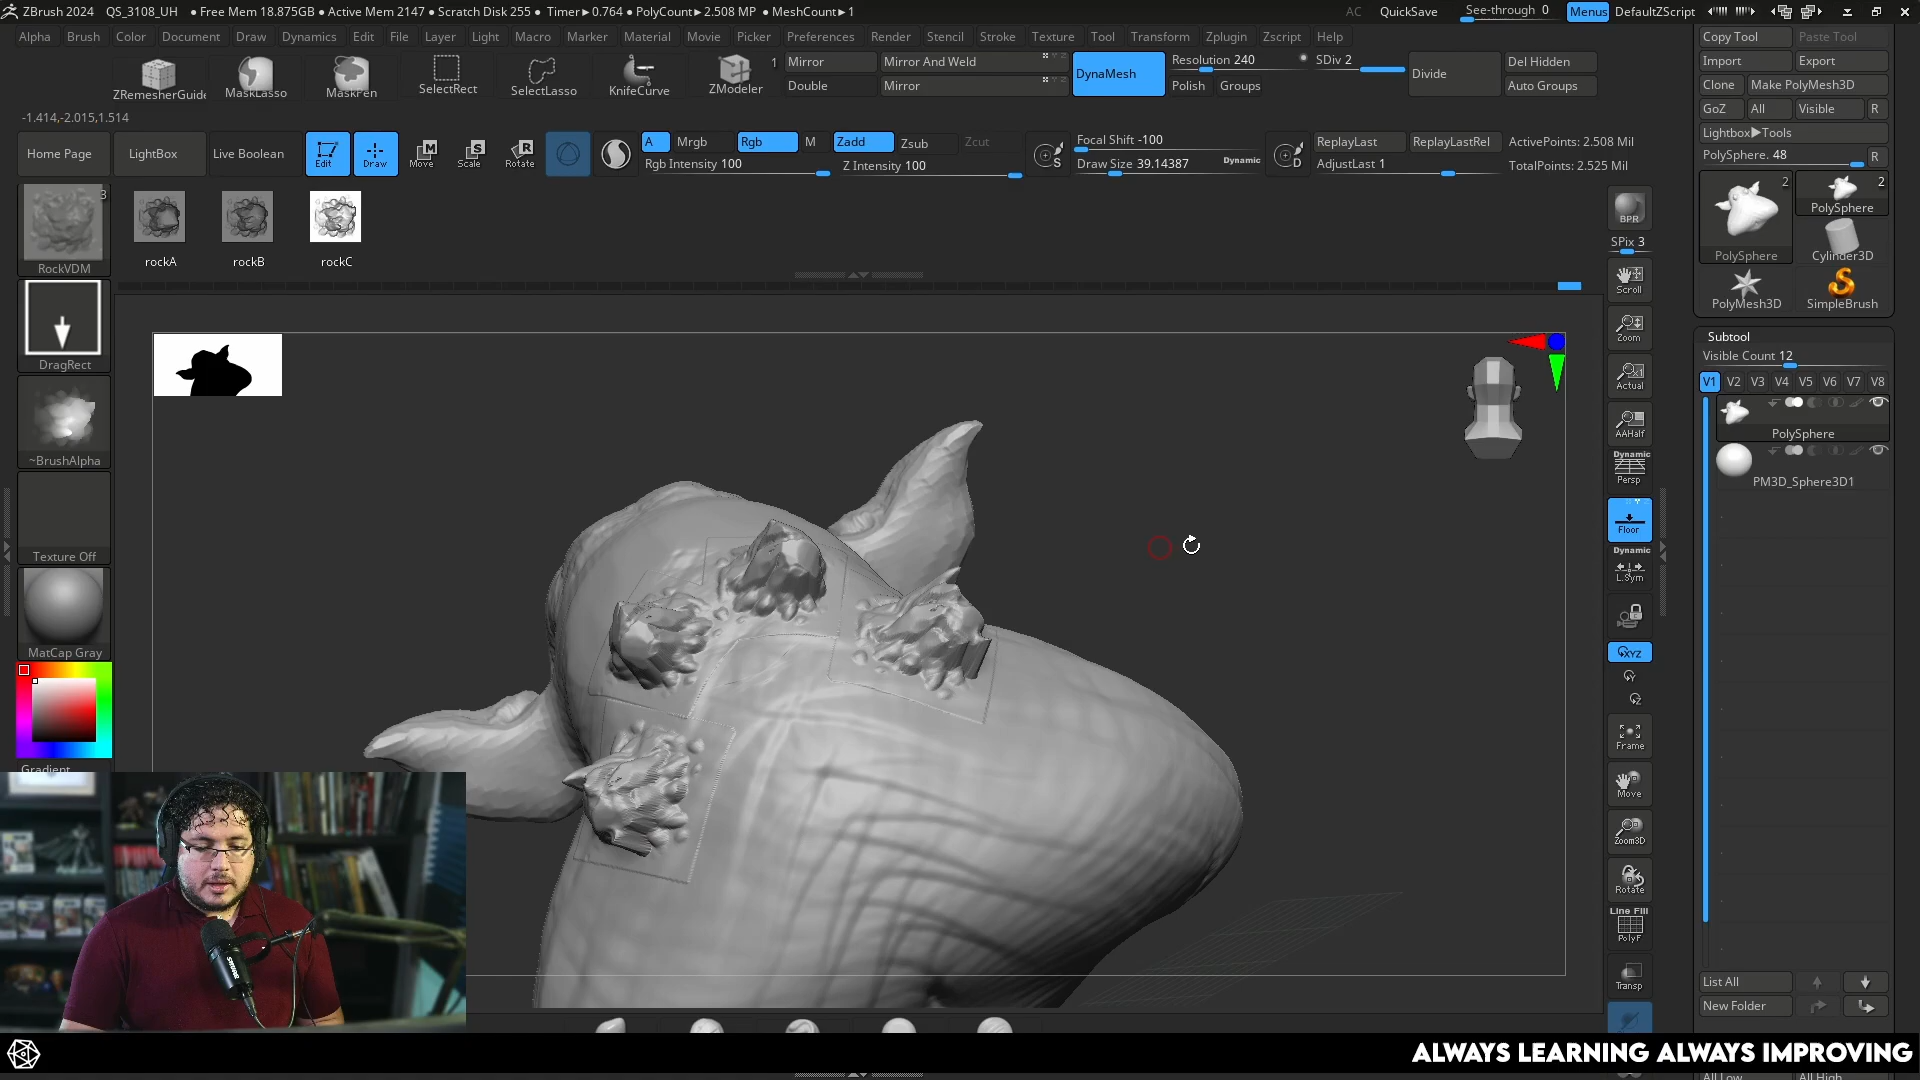 ZBrush 2024 QS_3108_UH • Free Mem 18.875GB • Active Mem 2147 • Scratch Disk 255 • Timer▸0.764 • PolyCount▸2.508 MP • MeshCount▸1 AC QuickSave See-through 0 Menus DefaultZScript
Alpha Brush Color Document Draw Dynamics Edit File Layer Light Macro Marker Material Movie Picker Preferences Render Stencil Stroke Texture Tool Transform Zplugin Zscript Help
ZRemesherGuide MaskLasso MaskPen SelectRect SelectLasso KnifeCurve ZModeler 1
Mirror Mirror And Weld
Double Mirror
DynaMesh
Resolution 240
Polish Groups
SDiv 2
Divide
Del Hidden
Auto Groups
-1.414,-2.015,1.514
Home Page LightBox Live Boolean Edit Draw Move Scale Rotate
A Mrgb Rgb M Zadd Zsub Zcut
Rgb Intensity 100 Z Intensity 100
Focal Shift -100
Draw Size 39.14387 Dynamic
ReplayLast ReplayLastRel
AdjustLast 1
ActivePoints: 2.508 Mil
TotalPoints: 2.525 Mil
3
RockVDM
rockA rockB rockC
DragRect
~BrushAlpha
Texture Off
MatCap Gray
Gradient
BPR
SPix 3
Scroll
Zoom
Actual
AAHalf
Dynamic
Persp
Floor
Dynamic
L.Sym
XYZ
Frame
Move
Zoom3D
Rotate
Line Fill
PolyF
Transp
Copy Tool Paste Tool
Import Export
Clone Make PolyMesh3D
GoZ All Visible R
Lightbox▸Tools
PolySphere. 48 R
2 2
PolySphere
PolySphere Cylinder3D
PolyMesh3D SimpleBrush
Subtool
Visible Count 12
V1 V2 V3 V4 V5 V6 V7 V8
PolySphere
PM3D_Sphere3D1
List All
New Folder
ALWAYS LEARNING ALWAYS IMPROVING
All Low All High